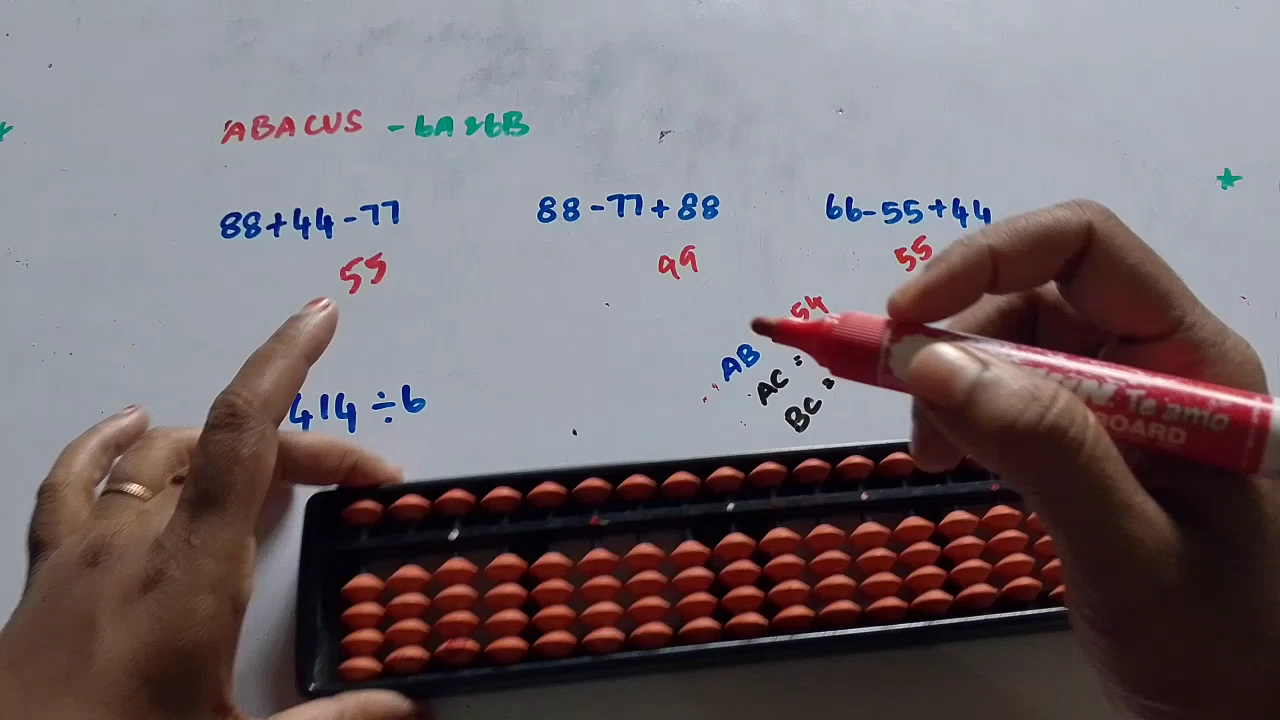 ABACUS - 6A & 6B
88+44-77
88-77+88
66-55+44
55
99
55
54
AB
AC =
BC =
414 ÷ 6
Te amo
BOARD